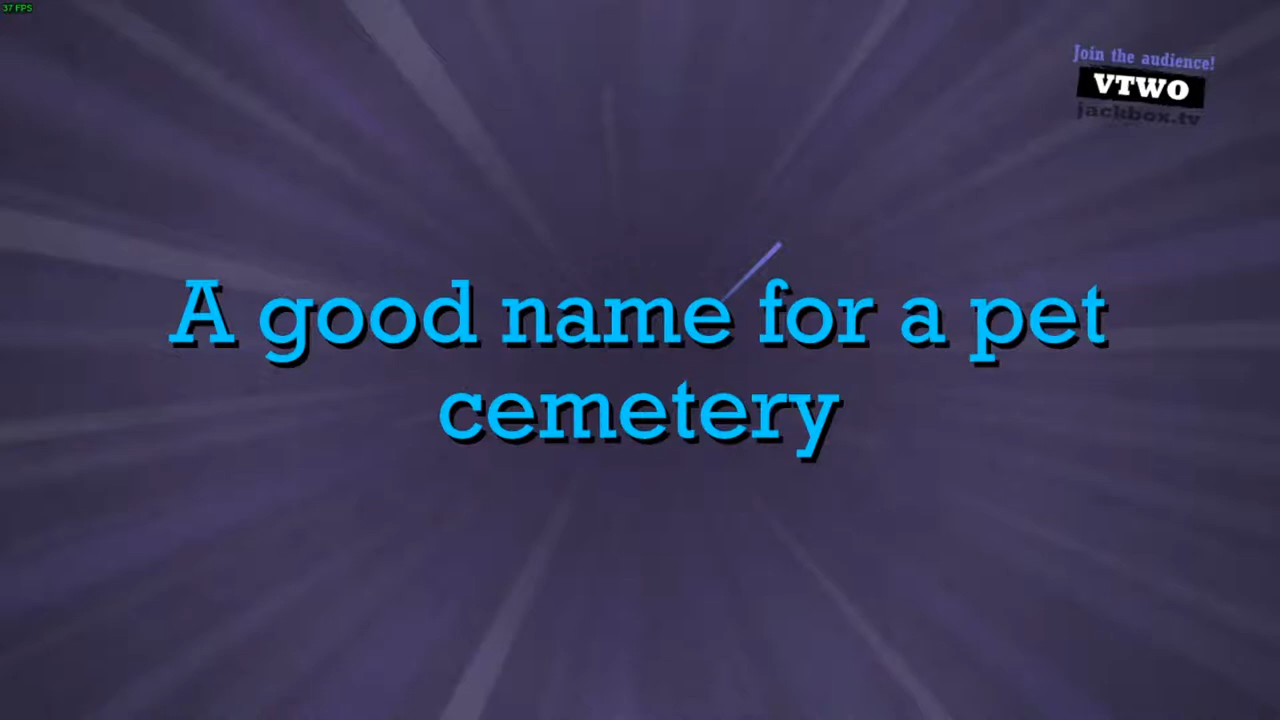 37 FPS
Join the audience!
VTWO
jackbox.tv
A good name for a pet
cemetery